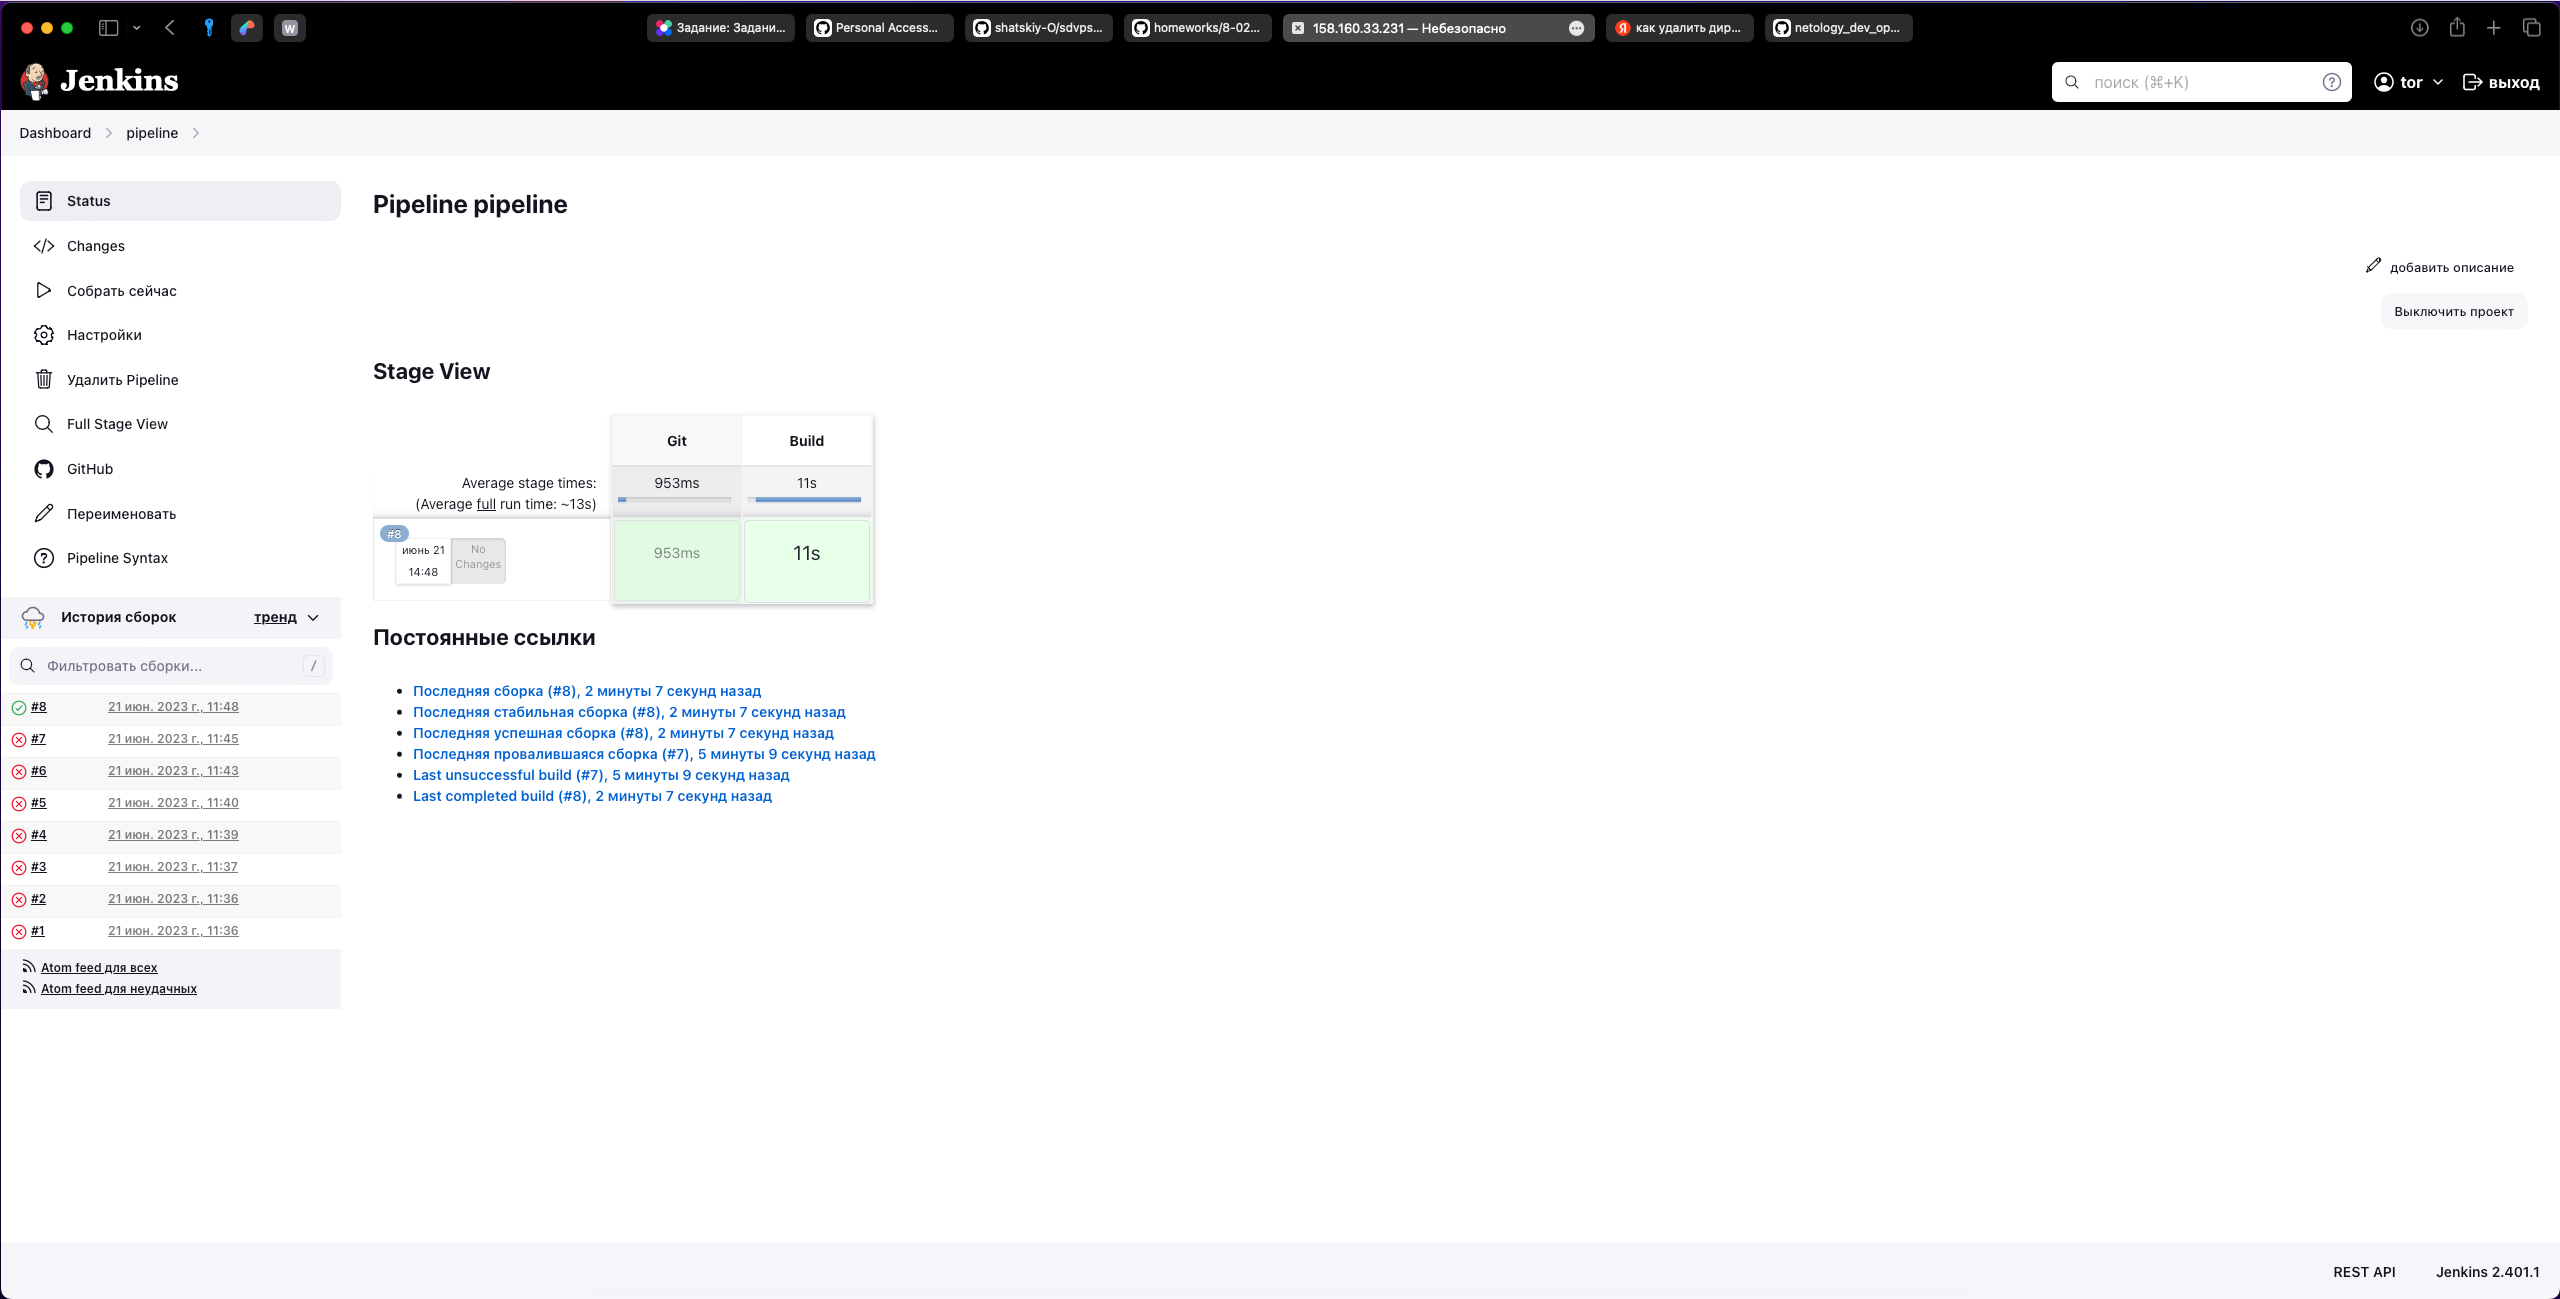 W
Задание: Задани...
Personal Access...
shatskiy-O/sdvps...
homeworks/8-02...
158.160.33.231 — Небезопасно
Я
как удалить дир...
netology_dev_op...
Jenkins
поиск (⌘+K)
?
tor
выход
Dashboard
pipeline
Status
Changes
Собрать сейчас
Настройки
Удалить Pipeline
Full Stage View
GitHub
Переименовать
Pipeline Syntax
История сборок
тренд
Фильтровать сборки...
/
#8 21 июн. 2023 г., 11:48
#7 21 июн. 2023 г., 11:45
#6 21 июн. 2023 г., 11:43
#5 21 июн. 2023 г., 11:40
#4 21 июн. 2023 г., 11:39
#3 21 июн. 2023 г., 11:37
#2 21 июн. 2023 г., 11:36
#1 21 июн. 2023 г., 11:36
Atom feed для всех
Atom feed для неудачных
Pipeline pipeline
добавить описание
Выключить проект
Stage View
Git Build
Average stage times: 953ms 11s
(Average full run time: ~13s)
#8
июнь 21
14:48
No
Changes
953ms 11s
Постоянные ссылки
Последняя сборка (#8), 2 минуты 7 секунд назад
Последняя стабильная сборка (#8), 2 минуты 7 секунд назад
Последняя успешная сборка (#8), 2 минуты 7 секунд назад
Последняя провалившаяся сборка (#7), 5 минуты 9 секунд назад
Last unsuccessful build (#7), 5 минуты 9 секунд назад
Last completed build (#8), 2 минуты 7 секунд назад
REST API
Jenkins 2.401.1